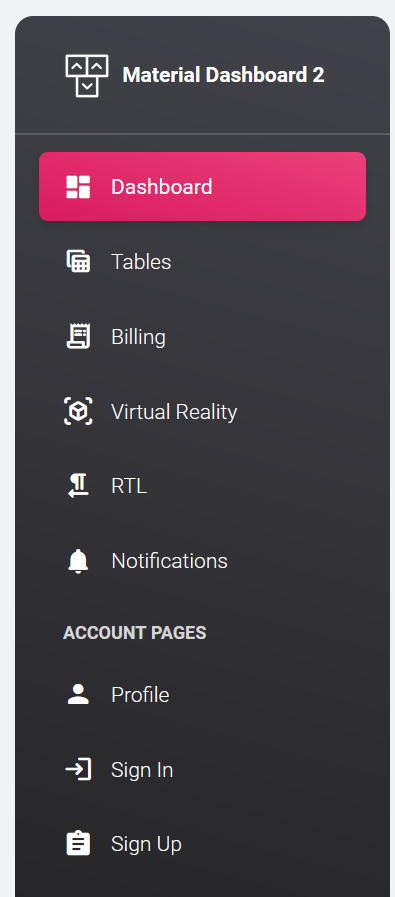 Material Dashboard 2
Dashboard
Tables
Billing
Virtual Reality
RTL
Notifications
ACCOUNT PAGES
Profile
Sign In
Sign Up